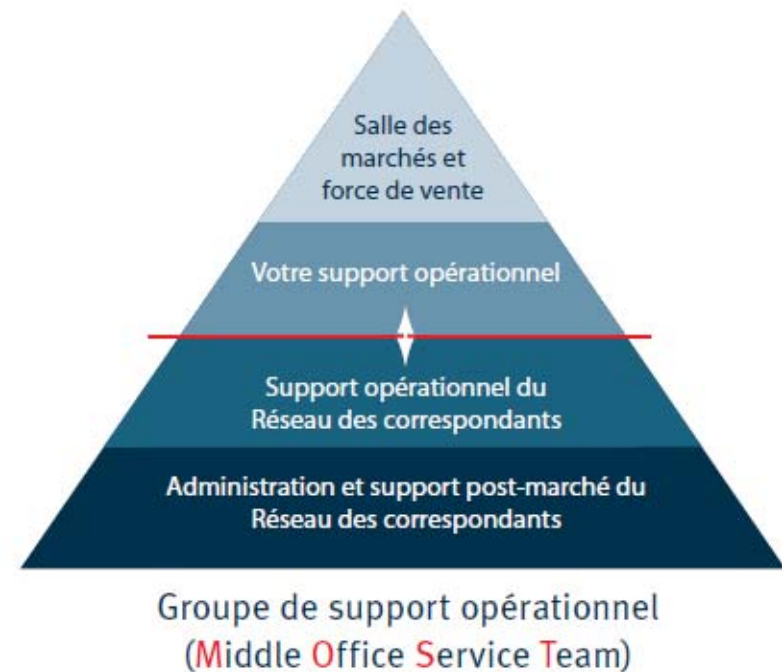 Salle des
marchés et
force de vente
Votre support opérationnel
Support opérationnel du
Réseau des correspondants
Administration et support post-marché du
Réseau des correspondants
Groupe de support opérationnel
(Middle Office Service Team)